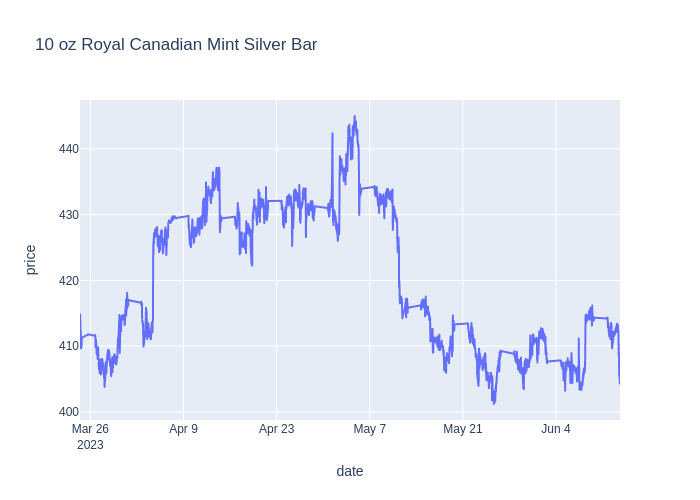 10 oz Royal Canadian Mint Silver Bar
440
430
420
410
400
price
Mar 26
2023
Apr 9
Apr 23
May 7
May 21
Jun 4
date